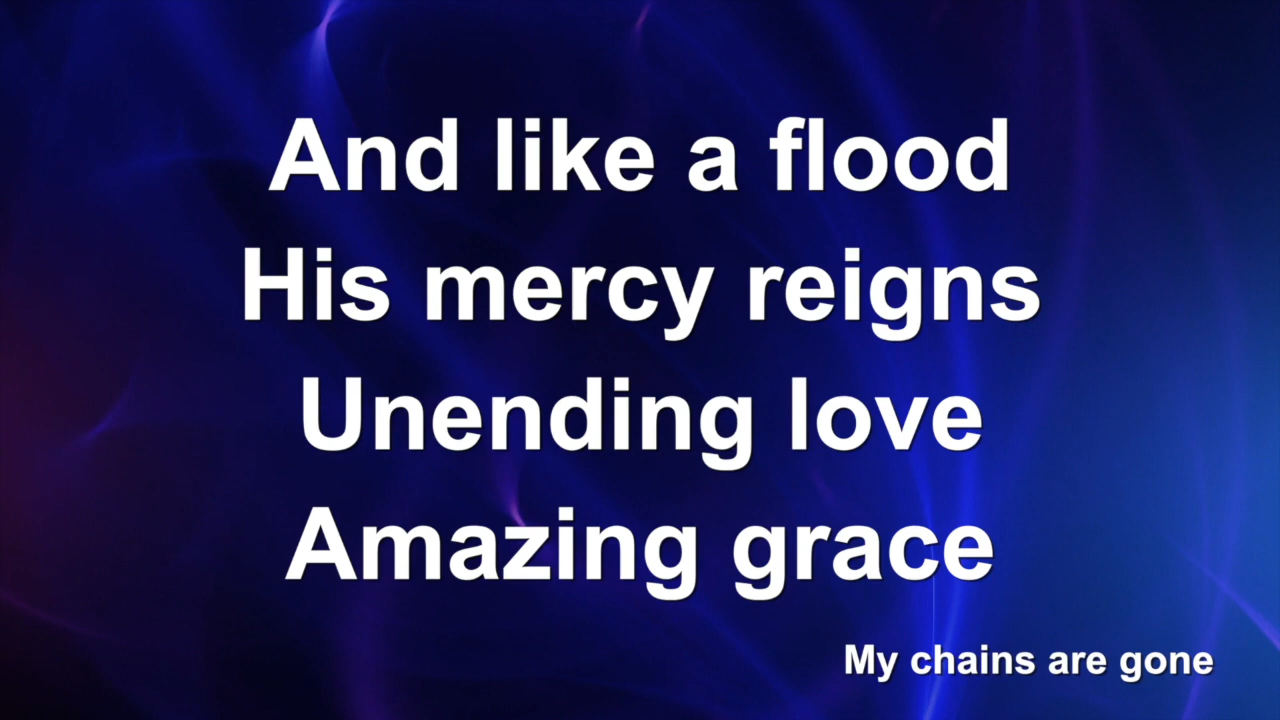 And like a flood
His mercy reigns
Unending love
Amazing grace
My chains are gone